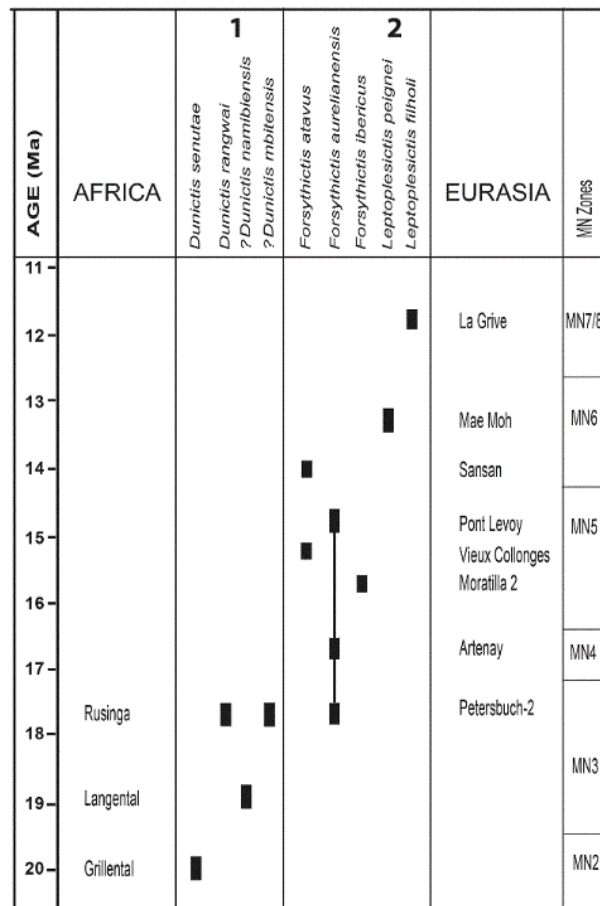 1
2
AGE (Ma)
AFRICA
Dunictis senutae
Dunictis rangwai
?Dunictis namibiensis
?Dunictis mbitensis
Forsythictis atavus
Forsythictis aurelianensis
Forsythictis ibericus
Leptoplesictis peignei
Leptoplesictis filholi
EURASIA
MN Zones
11
12
La Grive
MN7/8
13
Mae Moh
MN6
14
Sansan
Pont Levoy
MN5
15
Vieux Collonges
Moratilla 2
16
Artenay
MN4
17
Rusinga
Petersbuch-2
18
MN3
Langental
19
Grillental
20
MN2